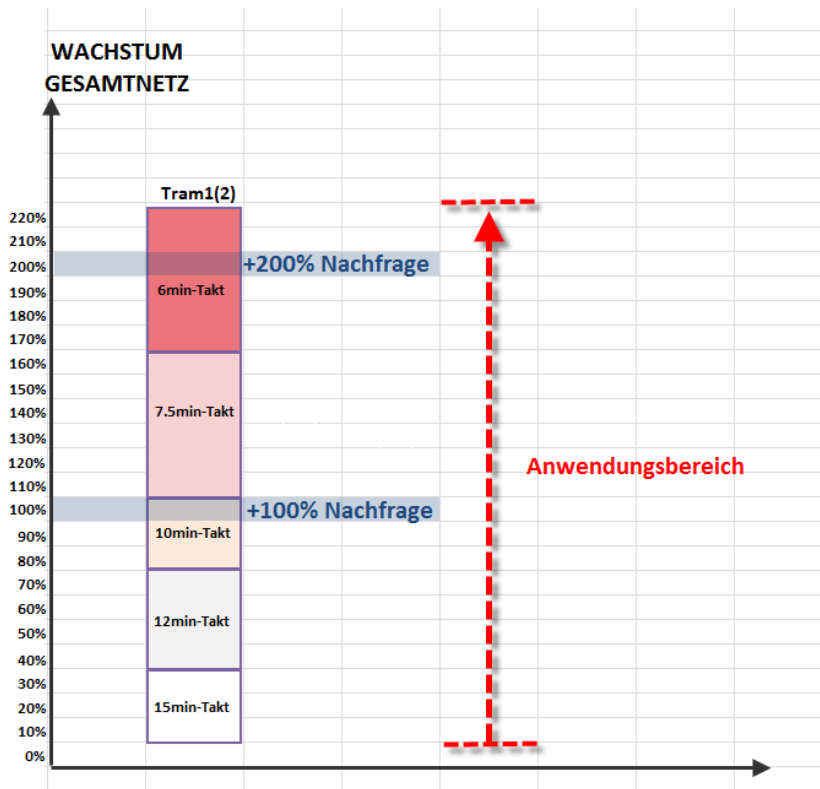 WACHSTUM
GESAMTNETZ
Tram1(2)
220%
210%
200%
+200% Nachfrage
190%
6min-Takt
180%
170%
160%
150%
140%
7.5min-Takt
130%
120%
Anwendungsbereich
110%
100%
+100% Nachfrage
90%
10min-Takt
80%
70%
60%
50%
12min-Takt
40%
30%
20%
15min-Takt
10%
0%